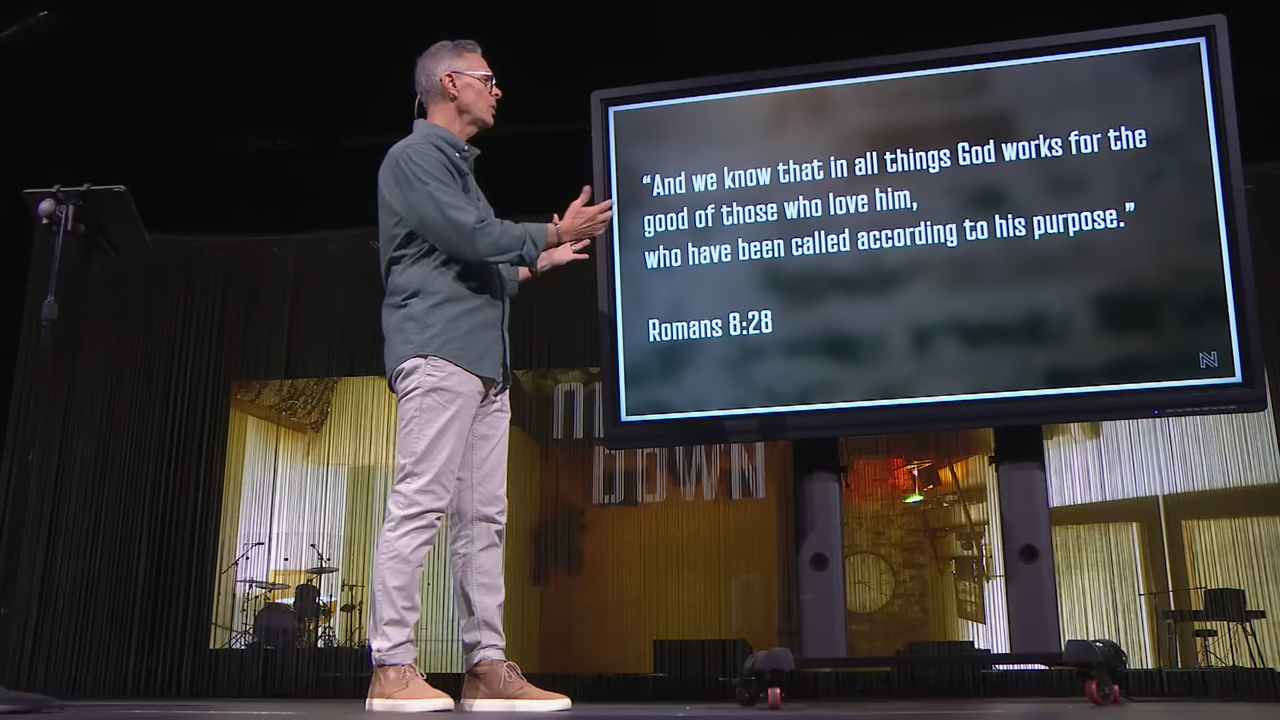 “And we know that in all things God works for the
good of those who love him,
who have been called according to his purpose.”
Romans 8:28
N
DOWN